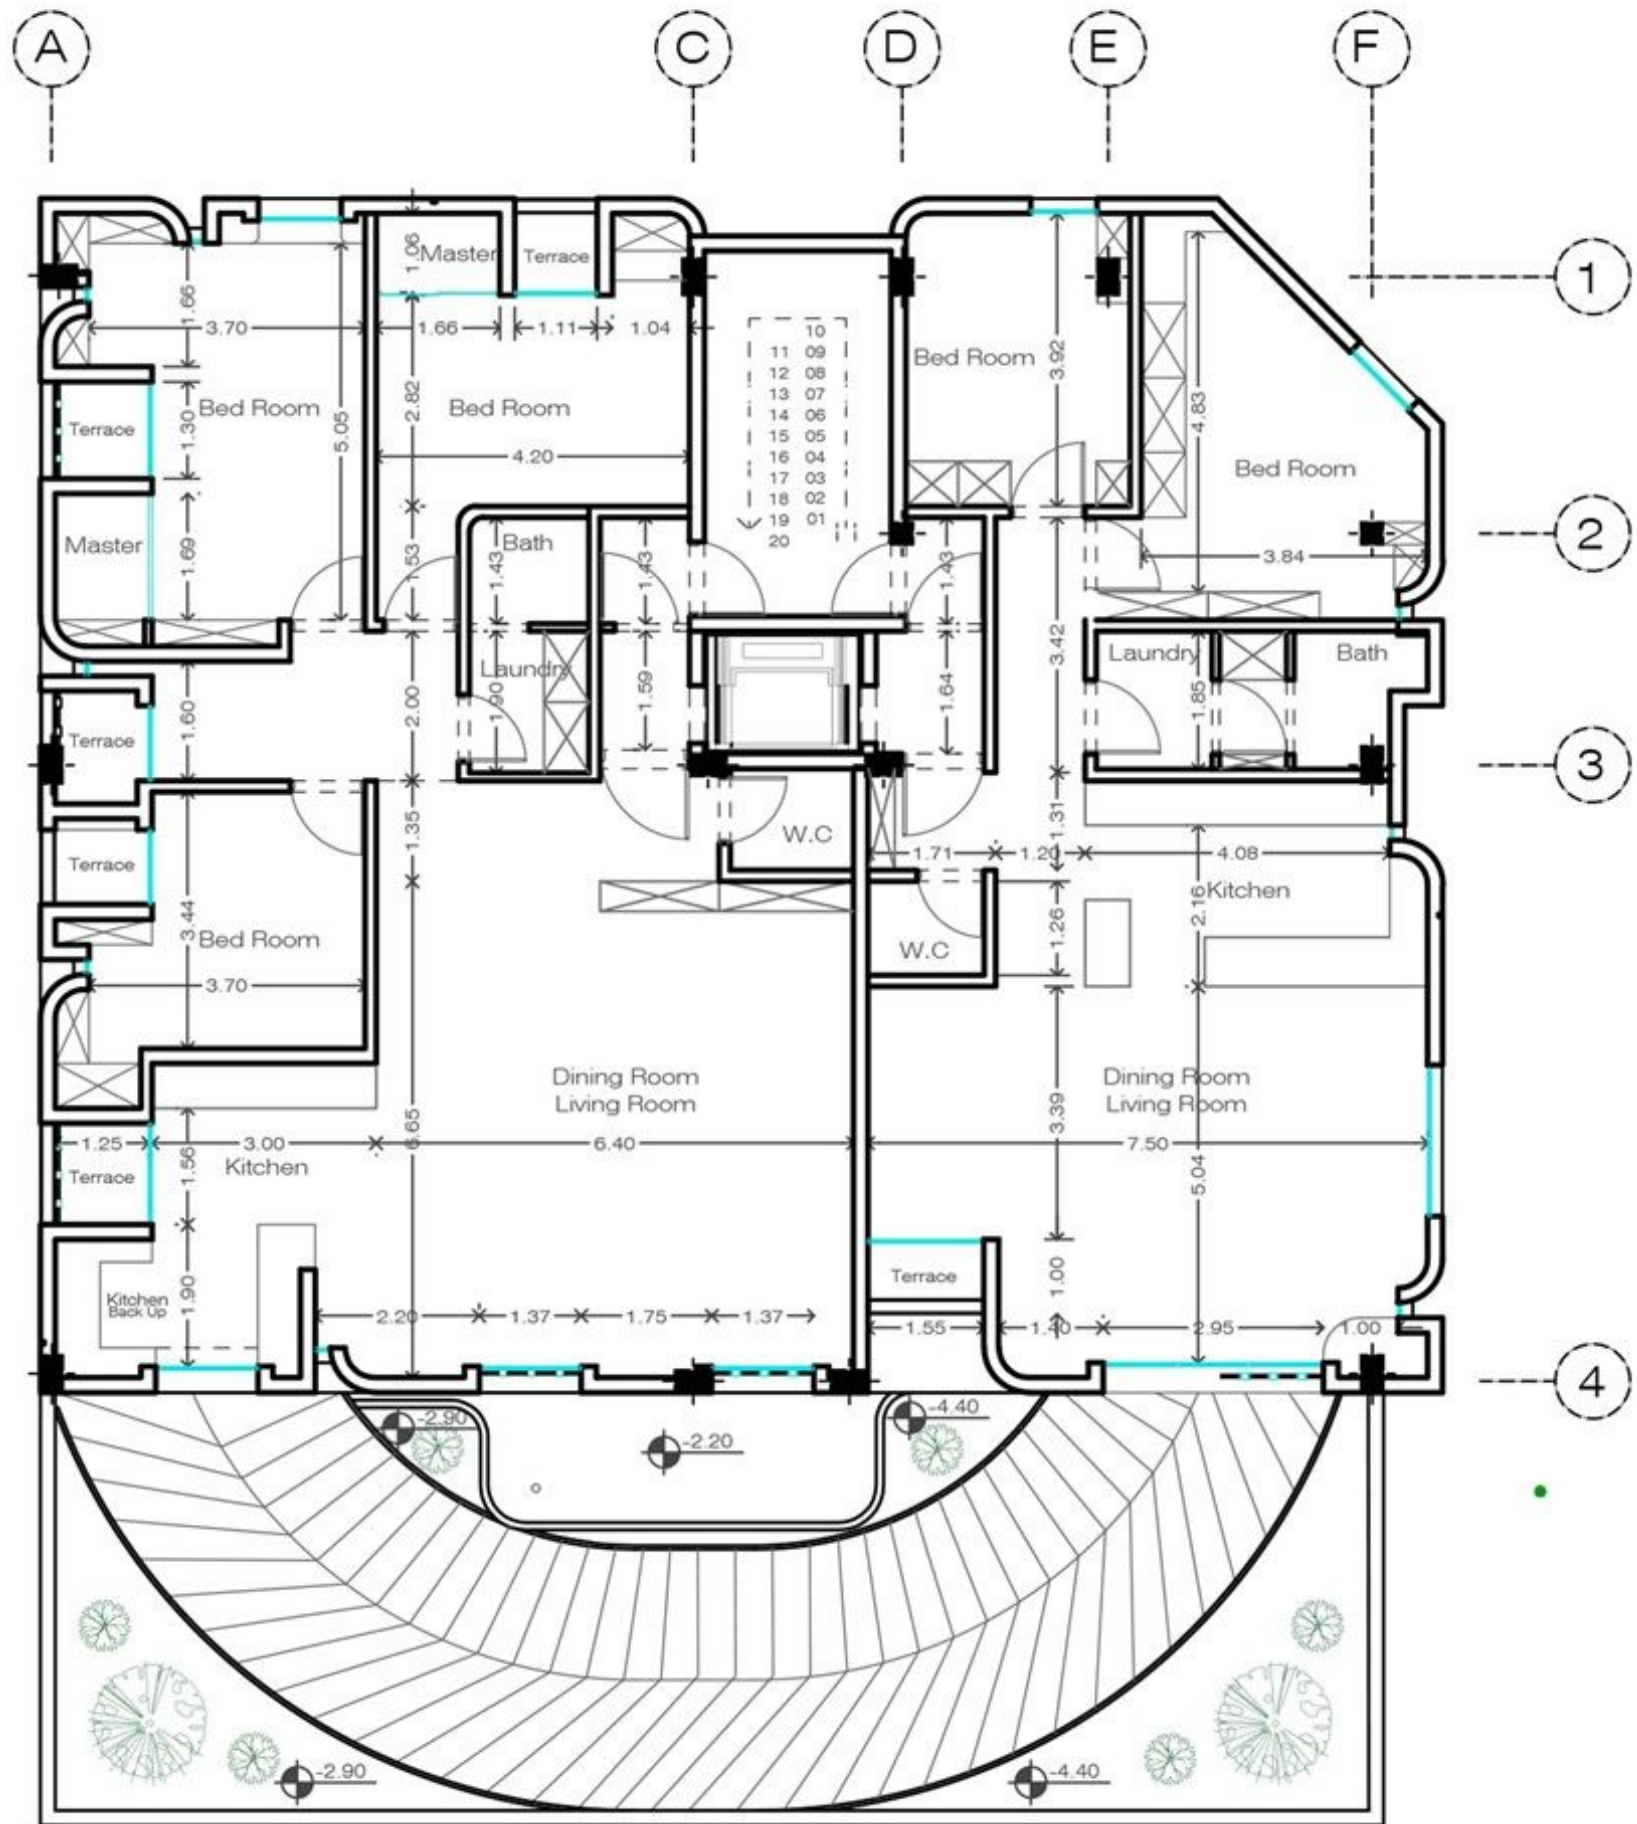 A
C
D
E
F
1
2
3
4
1.06
Master
Terrace
1.66
3.70
1.66
1.11
1.04
10
11 09
12 08
13 07
14 06
15 05
16 04
17 03
18 02
19 01
20
Bed Room
3.92
4.83
Bed Room
5.05
2.82
Bed Room
Terrace
1.30
4.20
Bed Room
Master
1.69
1.53
Bath
1.43
1.43
1.43
3.84
Laundry
1.90
1.59
1.64
3.42
Laundry
Bath
1.85
Terrace
1.60
2.00
Terrace
1.35
W.C
1.71
1.20
1.31
4.08
2.16
Kitchen
3.44
Bed Room
3.70
W.C
1.26
Dining Room
Living Room
Dining Room
Living Room
3.39
1.25
3.00
6.65
6.40
7.50
Terrace
1.56
Kitchen
5.04
Kitchen
Back Up
1.90
2.20
1.37
1.75
1.37
Terrace
1.00
1.55
1.40
2.95
1.00
-2.90
-2.20
-4.40
-2.90
-4.40